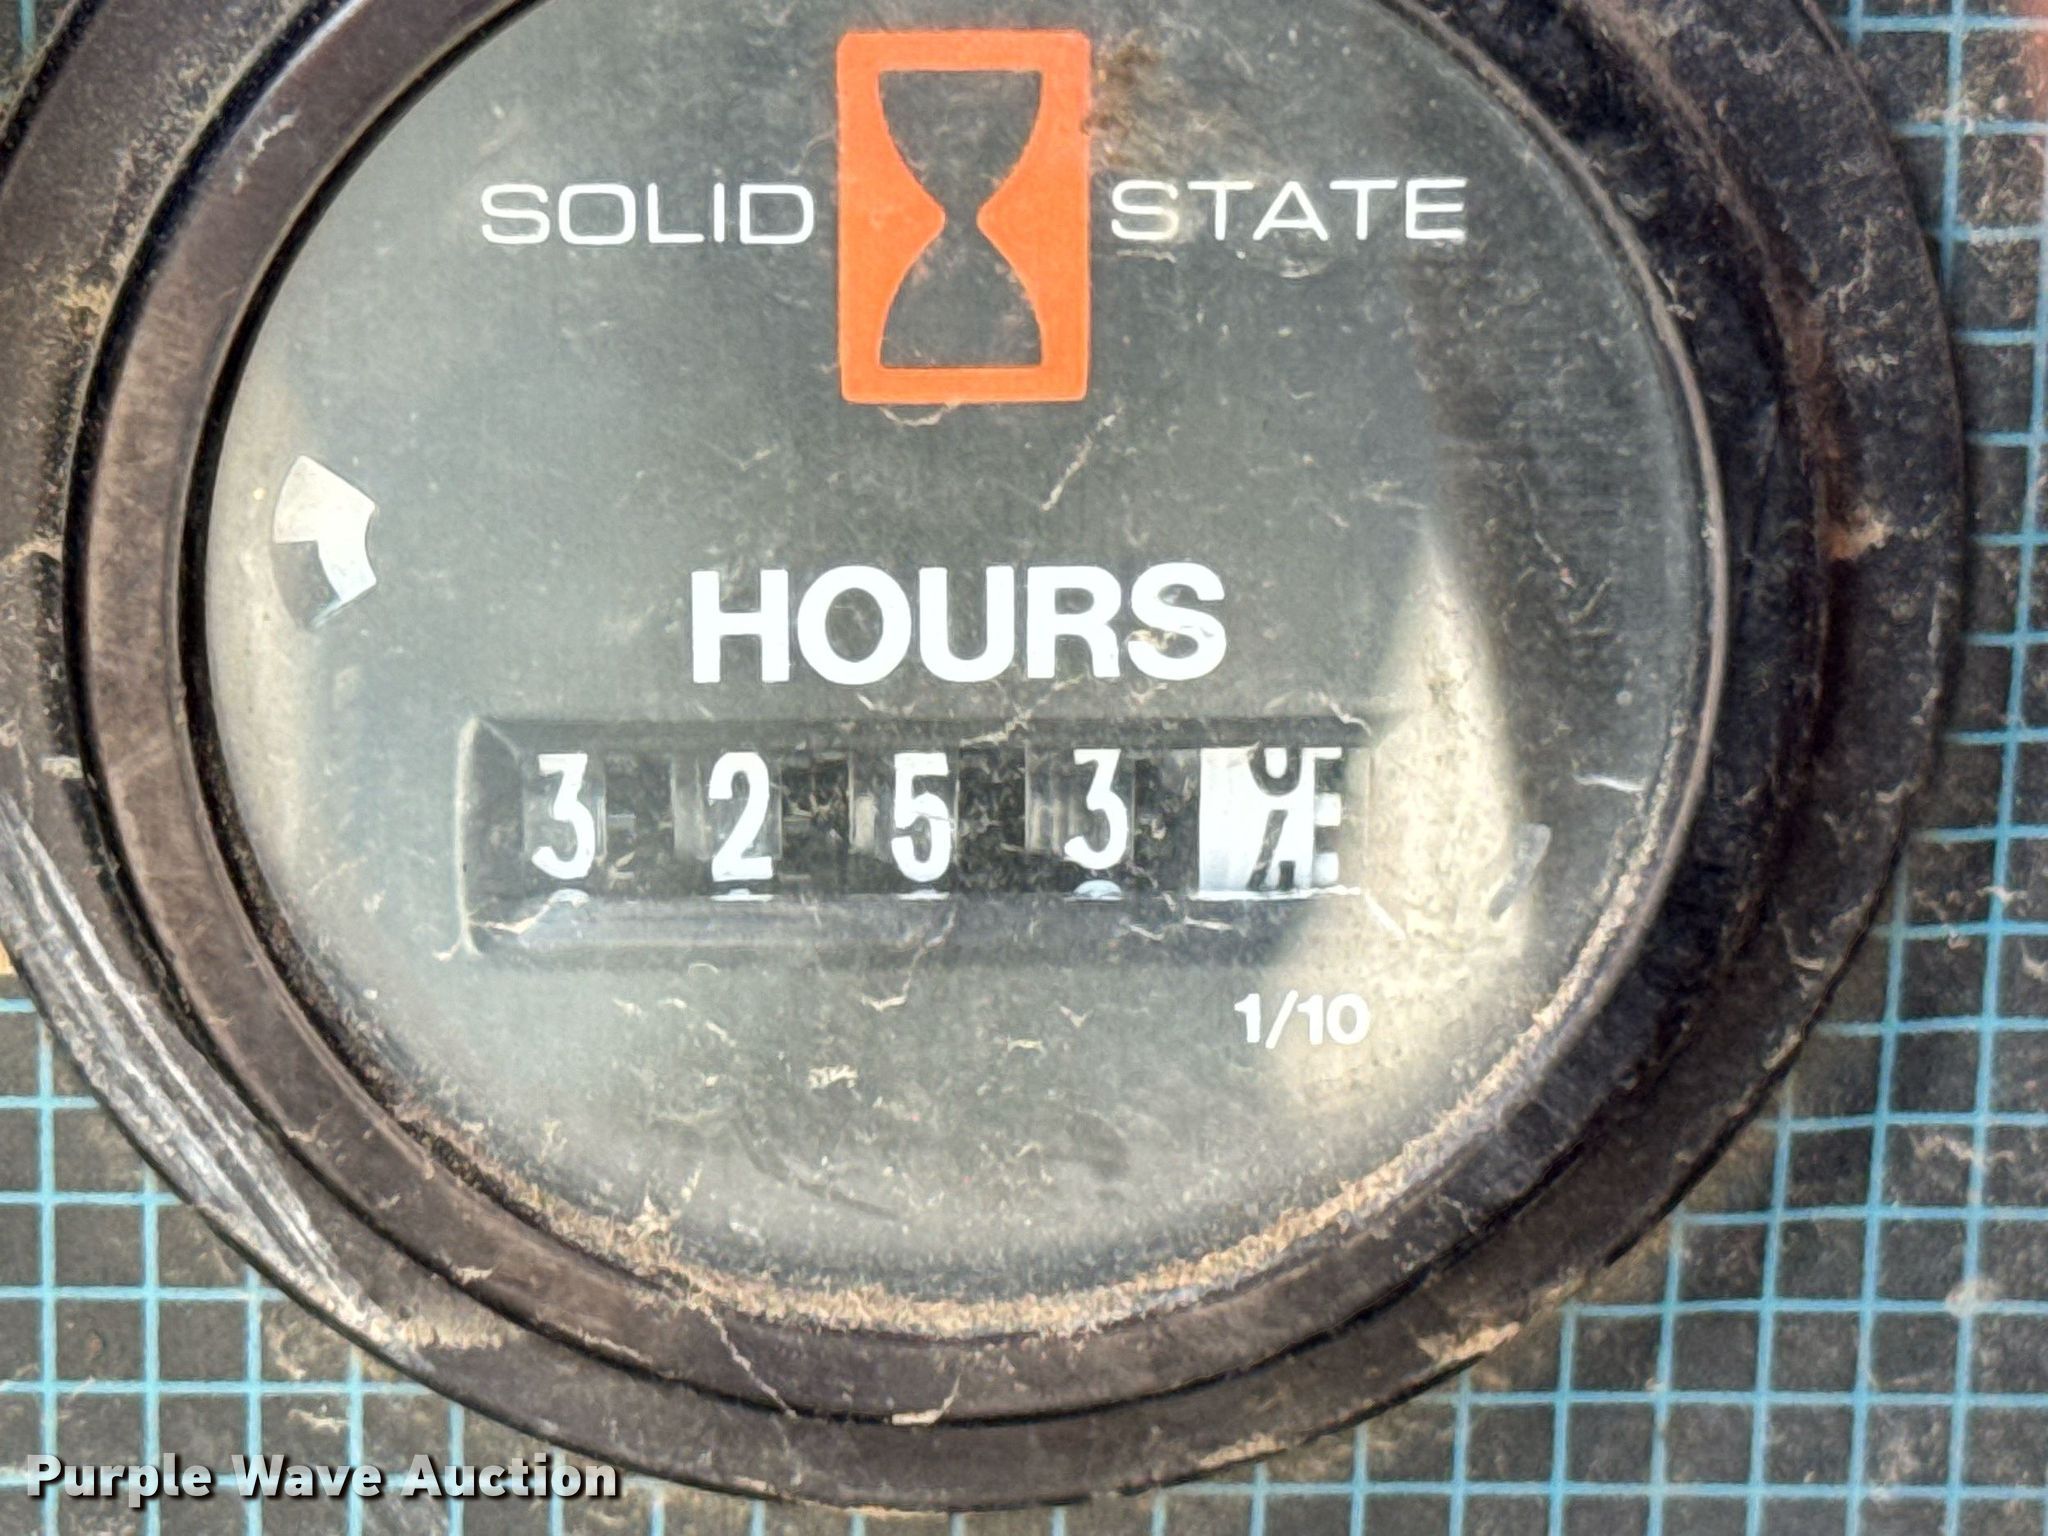 SOLID STATE
HOURS
3253
1/10
Purple Wave Auction